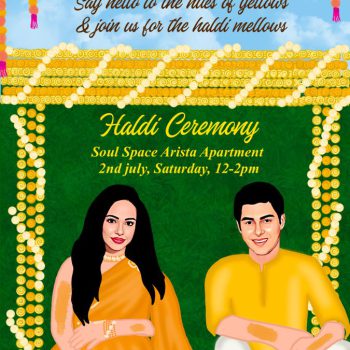 Say hello to the hues of yellows
& join us for the haldi mellows
Haldi Ceremony
Soul Space Arista Apartment
2nd july, Saturday, 12-2pm